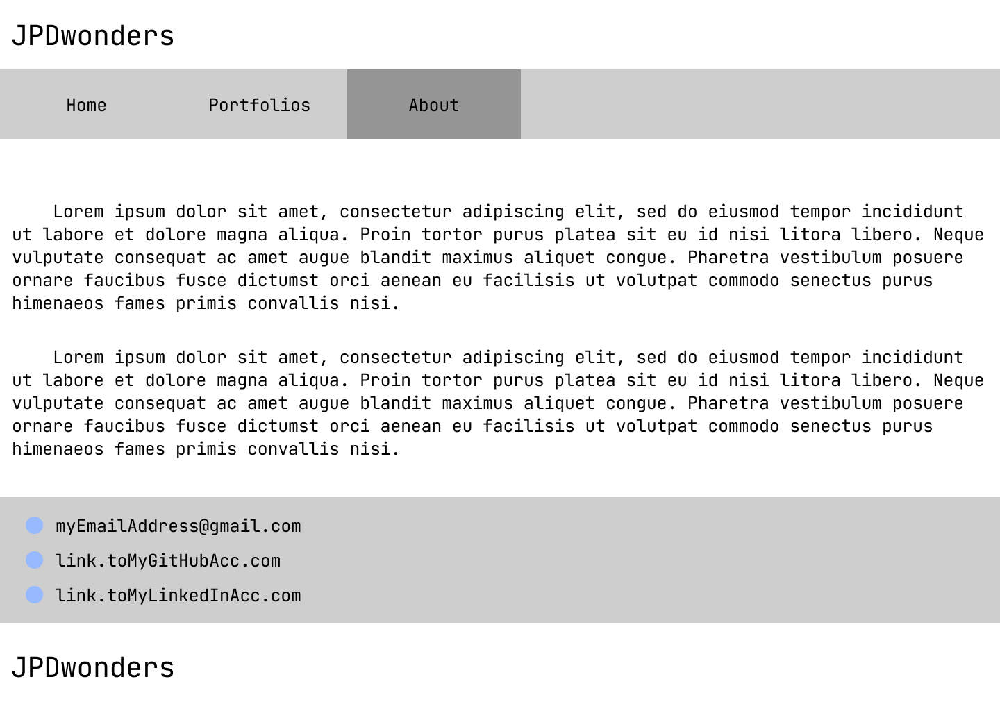 JPDwonders
Home Portfolios About
Lorem ipsum dolor sit amet, consectetur adipiscing elit, sed do eiusmod tempor incididunt
ut labore et dolore magna aliqua. Proin tortor purus platea sit eu id nisi litora libero. Neque
vulputate consequat ac amet augue blandit maximus aliquet congue. Pharetra vestibulum posuere
ornare faucibus fusce dictumst orci aenean eu facilisis ut volutpat commodo senectus purus
himenaeos fames primis convallis nisi.
Lorem ipsum dolor sit amet, consectetur adipiscing elit, sed do eiusmod tempor incididunt
ut labore et dolore magna aliqua. Proin tortor purus platea sit eu id nisi litora libero. Neque
vulputate consequat ac amet augue blandit maximus aliquet congue. Pharetra vestibulum posuere
ornare faucibus fusce dictumst orci aenean eu facilisis ut volutpat commodo senectus purus
himenaeos fames primis convallis nisi.
myEmailAddress@gmail.com
link.toMyGitHubAcc.com
link.toMyLinkedInAcc.com
JPDwonders